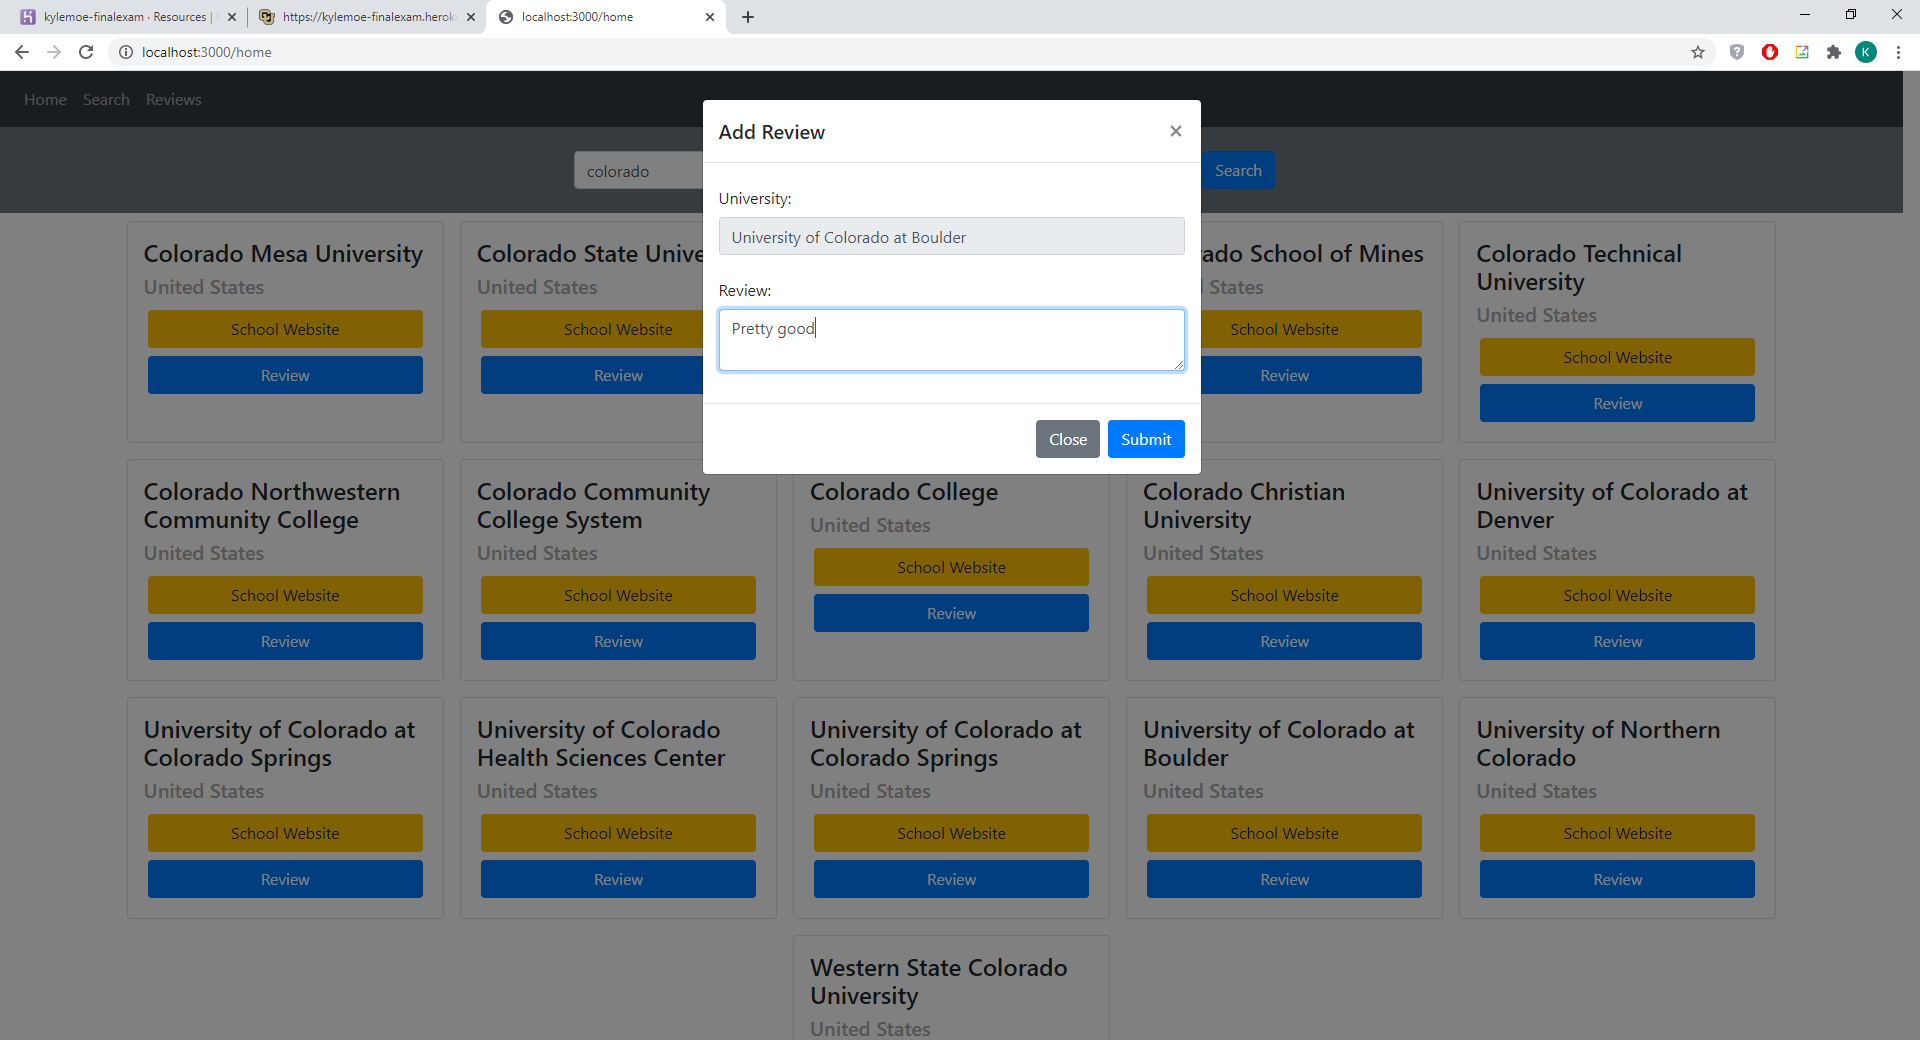 kylemoe-finalexam · Resources |
https://kylemoe-finalexam.herok
localhost:3000/home
localhost:3000/home
K
Home Search Reviews
Add Review
×
colorado
Search
University:
University of Colorado at Boulder
Review:
Pretty good
Close Submit
Colorado Mesa University
United States
School Website
Review
Colorado State Unive
United States
School Website
Review
ado School of Mines
States
School Website
Review
Colorado Technical
University
United States
School Website
Review
Colorado Northwestern
Community College
United States
School Website
Review
Colorado Community
College System
United States
School Website
Review
Colorado College
United States
School Website
Review
Colorado Christian
University
United States
School Website
Review
University of Colorado at
Denver
United States
School Website
Review
University of Colorado at
Colorado Springs
United States
School Website
Review
University of Colorado
Health Sciences Center
United States
School Website
Review
University of Colorado at
Colorado Springs
United States
School Website
Review
University of Colorado at
Boulder
United States
School Website
Review
University of Northern
Colorado
United States
School Website
Review
Western State Colorado
University
United States